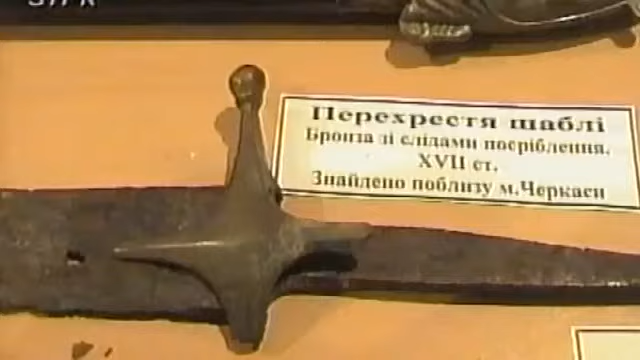 Перехрестя шаблі
Бронза зі слідами посріблення.
XVII ст.
Знайдено поблизу м.Черкаси